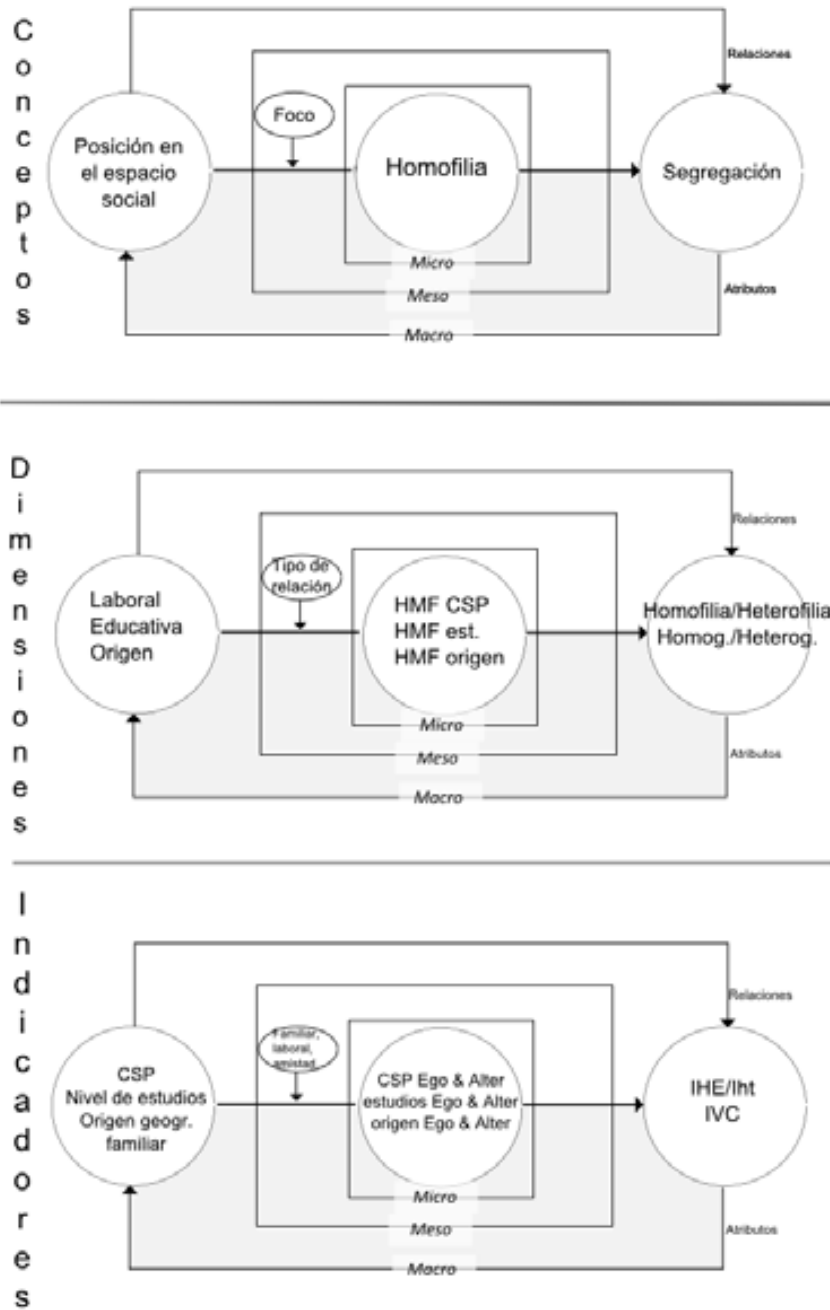 Conceptos
Relaciones
Foco
Posición en
el espacio
social
Homofilia
Segregación
Micro
Meso
Atributos
Macro
Dimensiones
Relaciones
Tipo de
relación
Laboral
Educativa
Origen
HMF CSP
HMF est.
HMF origen
Homofilia/Heterofilia
Homog./Heterog.
Micro
Meso
Atributos
Macro
Indicadores
Relaciones
Familiar,
laboral,
amistad
CSP
Nivel de estudios
Origen geogr.
familiar
CSP Ego & Alter
estudios Ego & Alter
origen Ego & Alter
IHE/Iht
IVC
Micro
Meso
Atributos
Macro